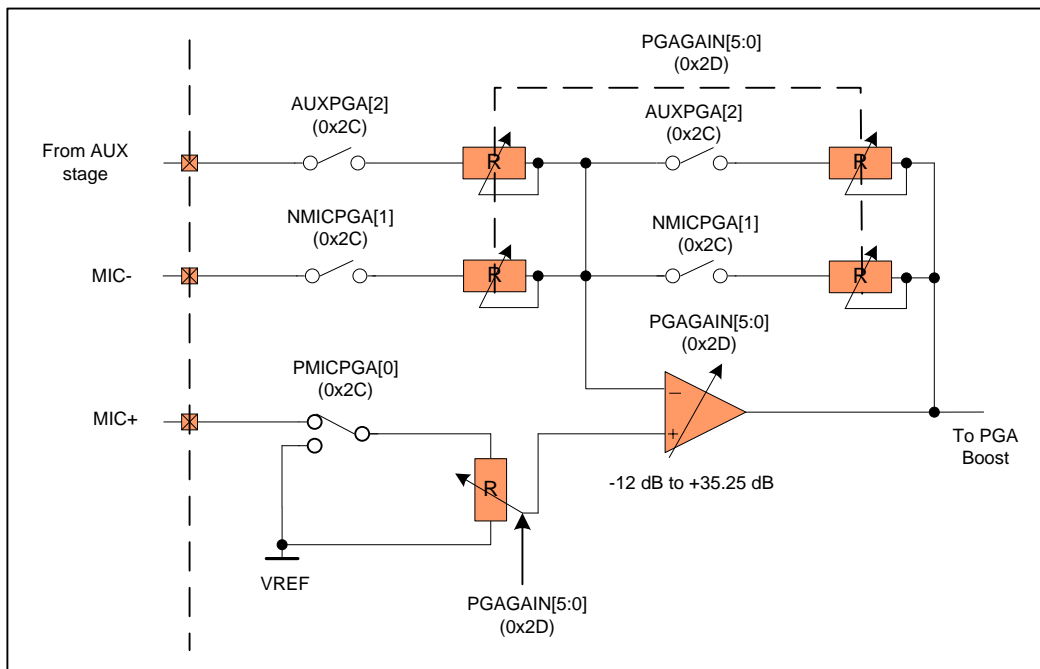 PGAGAIN[5:0]
(0x2D)
AUXPGA[2]
(0x2C)
AUXPGA[2]
(0x2C)
From AUX
stage
R
R
NMICPGA[1]
(0x2C)
NMICPGA[1]
(0x2C)
MIC-
R
R
PGAGAIN[5:0]
(0x2D)
PMICPGA[0]
(0x2C)
MIC+
−
+
To PGA
Boost
R
-12 dB to +35.25 dB
VREF
PGAGAIN[5:0]
(0x2D)